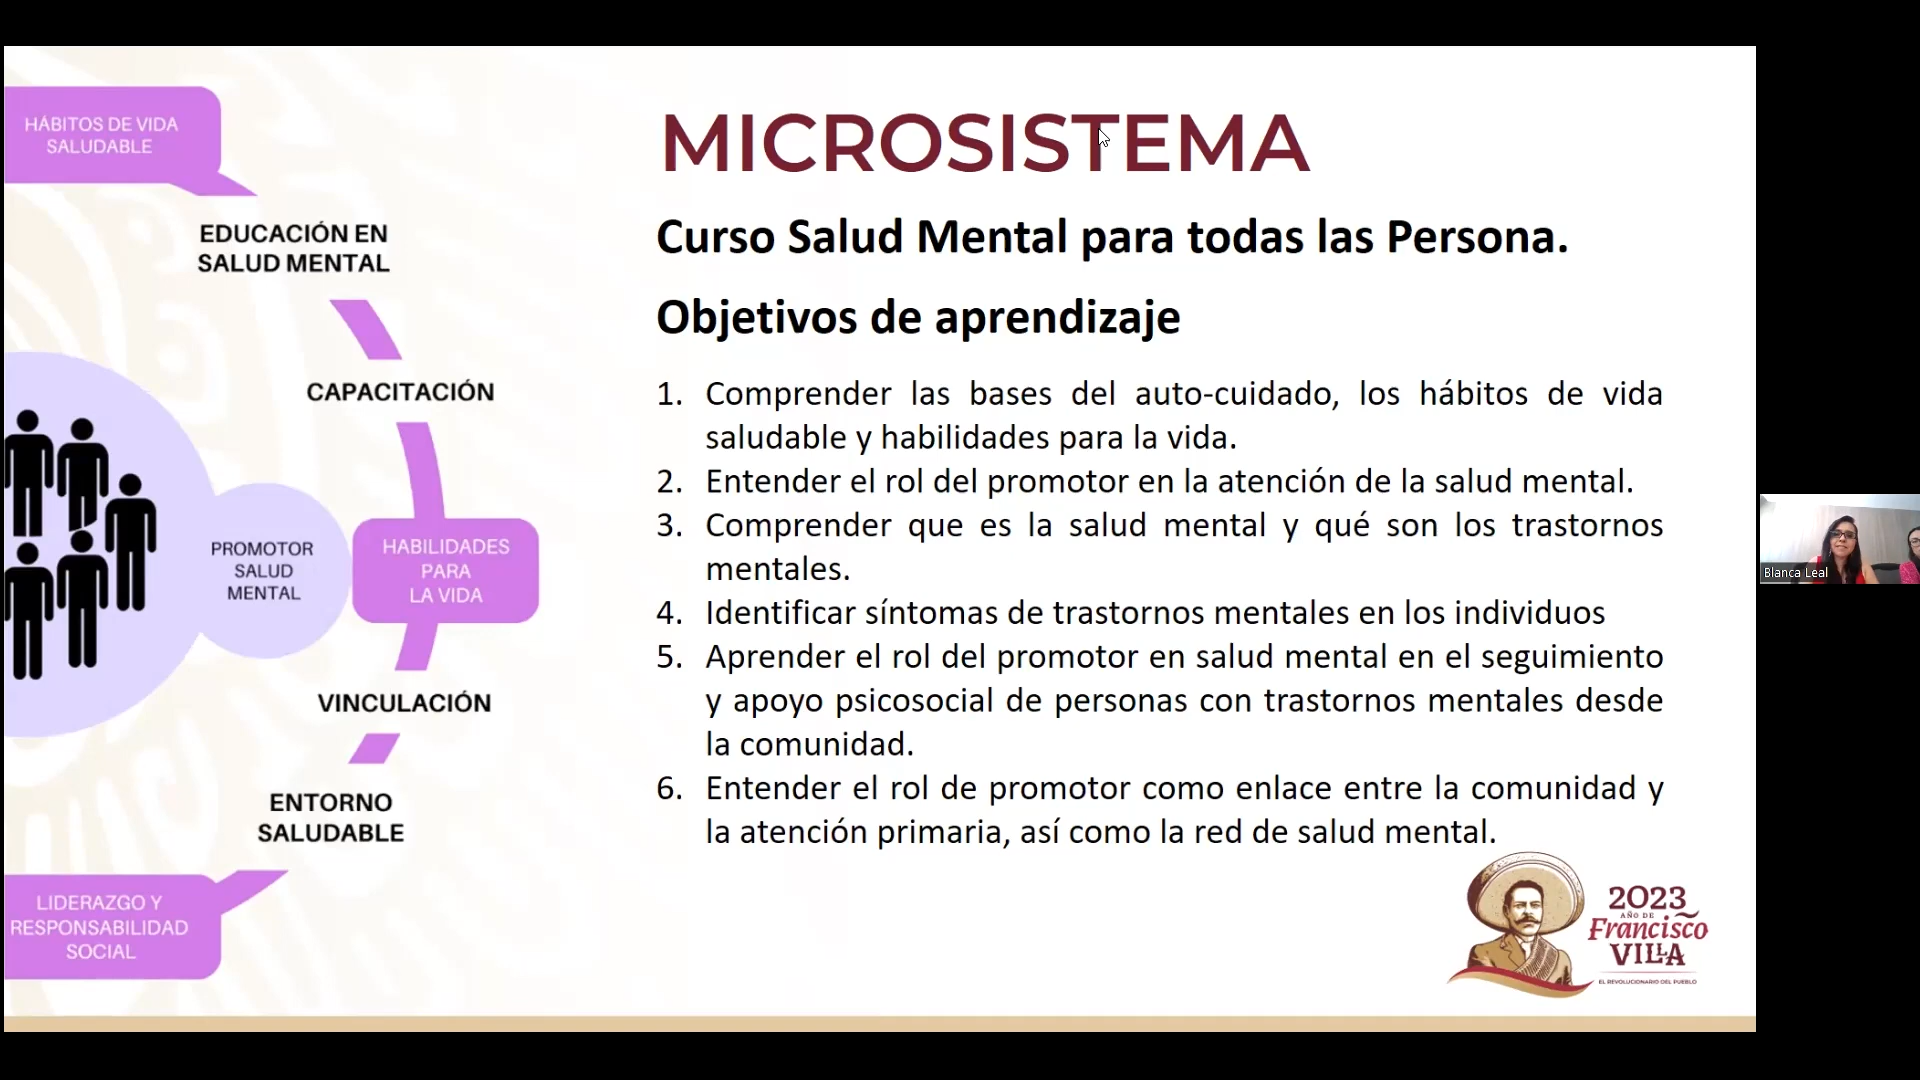 HÁBITOS DE VIDA
SALUDABLE
EDUCACIÓN EN
SALUD MENTAL
CAPACITACIÓN
PROMOTOR
SALUD
MENTAL
HABILIDADES
PARA
LA VIDA
VINCULACIÓN
ENTORNO
SALUDABLE
LIDERAZGO Y
RESPONSABILIDAD
SOCIAL
MICROSISTEMA
Curso Salud Mental para todas las Persona.
Objetivos de aprendizaje
1. Comprender las bases del auto-cuidado, los hábitos de vida
saludable y habilidades para la vida.
2. Entender el rol del promotor en la atención de la salud mental.
3. Comprender que es la salud mental y qué son los trastornos
mentales.
4. Identificar síntomas de trastornos mentales en los individuos
5. Aprender el rol del promotor en salud mental en el seguimiento
y apoyo psicosocial de personas con trastornos mentales desde
la comunidad.
6. Entender el rol de promotor como enlace entre la comunidad y
la atención primaria, así como la red de salud mental.
2023
AÑO DE
Francisco
VILLA
EL REVOLUCIONARIO DEL PUEBLO
Blanca Leal